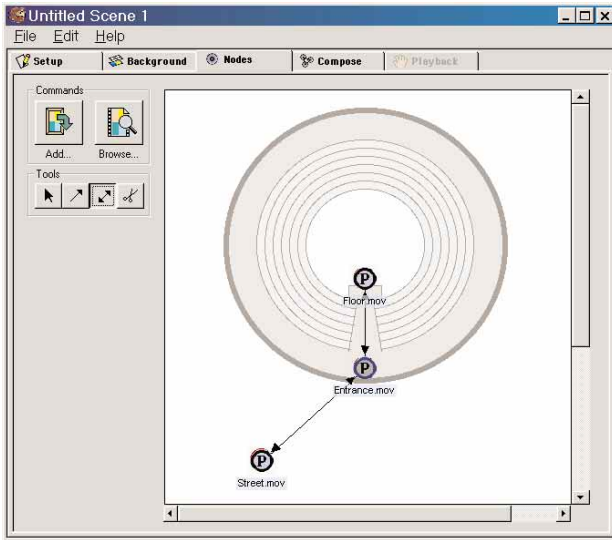 Untitled Scene 1
File Edit Help
Setup Background Nodes Compose Playback
Commands
Add... Browse...
Tools
P
Floor.mov
P
Entrance.mov
P
Street.mov